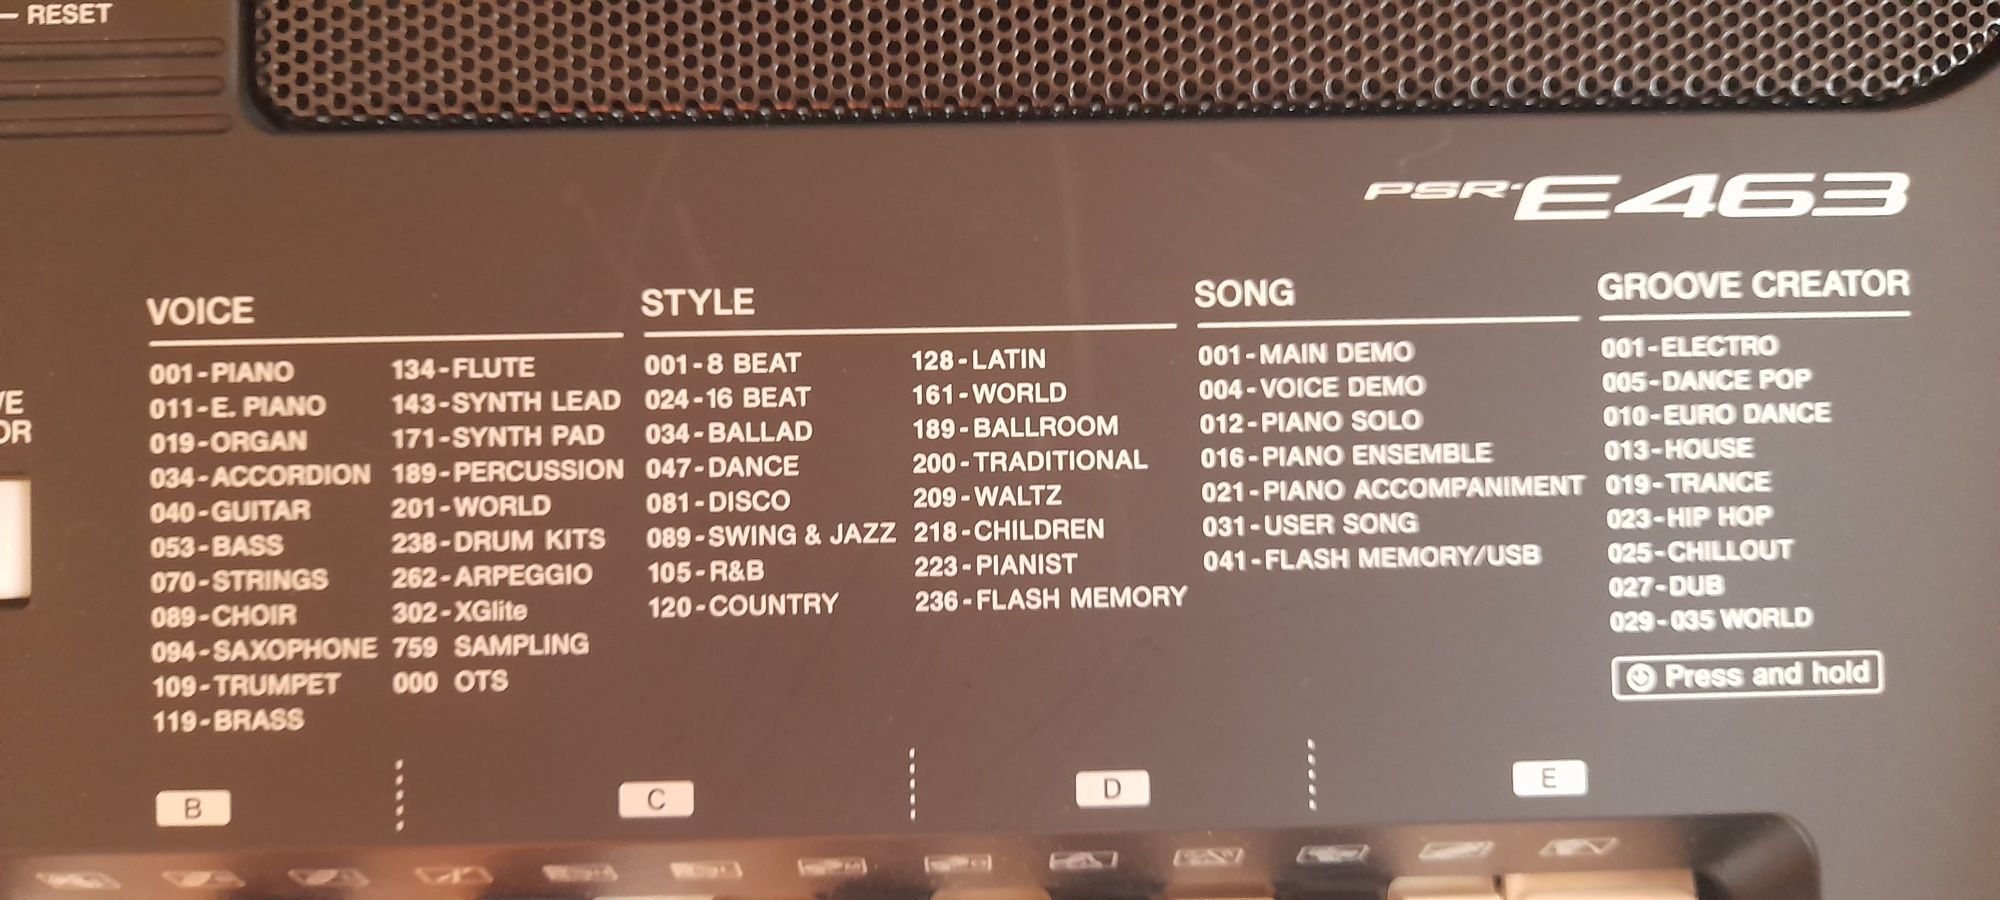 RESET
PSR-E463
VOICE
001-PIANO
011-E. PIANO
019-ORGAN
034-ACCORDION
040-GUITAR
053-BASS
070-STRINGS
089-CHOIR
094-SAXOPHONE
109-TRUMPET
119-BRASS
134-FLUTE
143-SYNTH LEAD
171-SYNTH PAD
189-PERCUSSION
201-WORLD
238-DRUM KITS
262-ARPEGGIO
302-XGlite
759 SAMPLING
000 OTS
STYLE
001-8 BEAT
024-16 BEAT
034-BALLAD
047-DANCE
081-DISCO
089-SWING & JAZZ
105-R&B
120-COUNTRY
128-LATIN
161-WORLD
189-BALLROOM
200-TRADITIONAL
209-WALTZ
218-CHILDREN
223-PIANIST
236-FLASH MEMORY
SONG
001-MAIN DEMO
004-VOICE DEMO
012-PIANO SOLO
016-PIANO ENSEMBLE
021-PIANO ACCOMPANIMENT
031-USER SONG
041-FLASH MEMORY/USB
GROOVE CREATOR
001-ELECTRO
005-DANCE POP
010-EURO DANCE
013-HOUSE
019-TRANCE
023-HIP HOP
025-CHILLOUT
027-DUB
029-035 WORLD
Press and hold
B
C
D
E